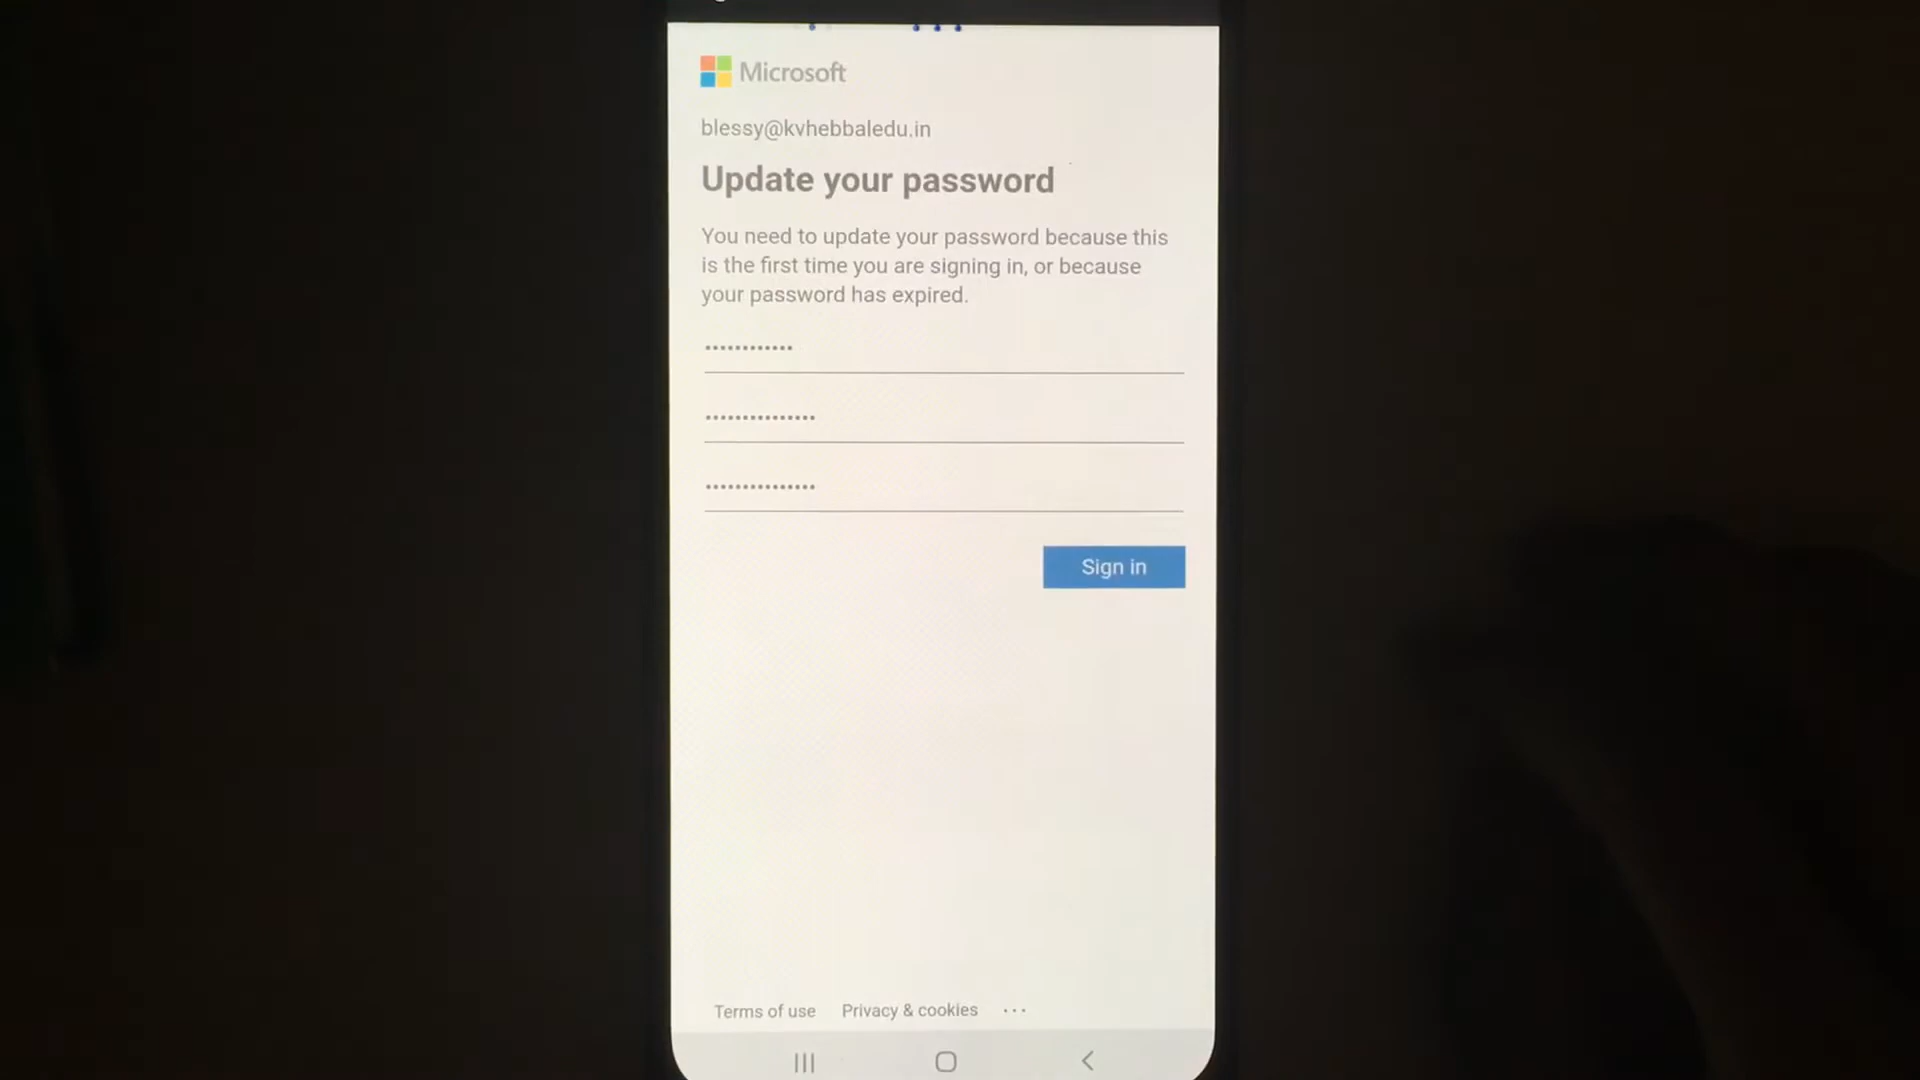 Microsoft
blessy@kvhebbaledu.in
Update your password
You need to update your password because this
is the first time you are signing in, or because
your password has expired.
••••••••••••
•••••••••••••••
•••••••••••••••
Sign in
Terms of use Privacy & cookies ...